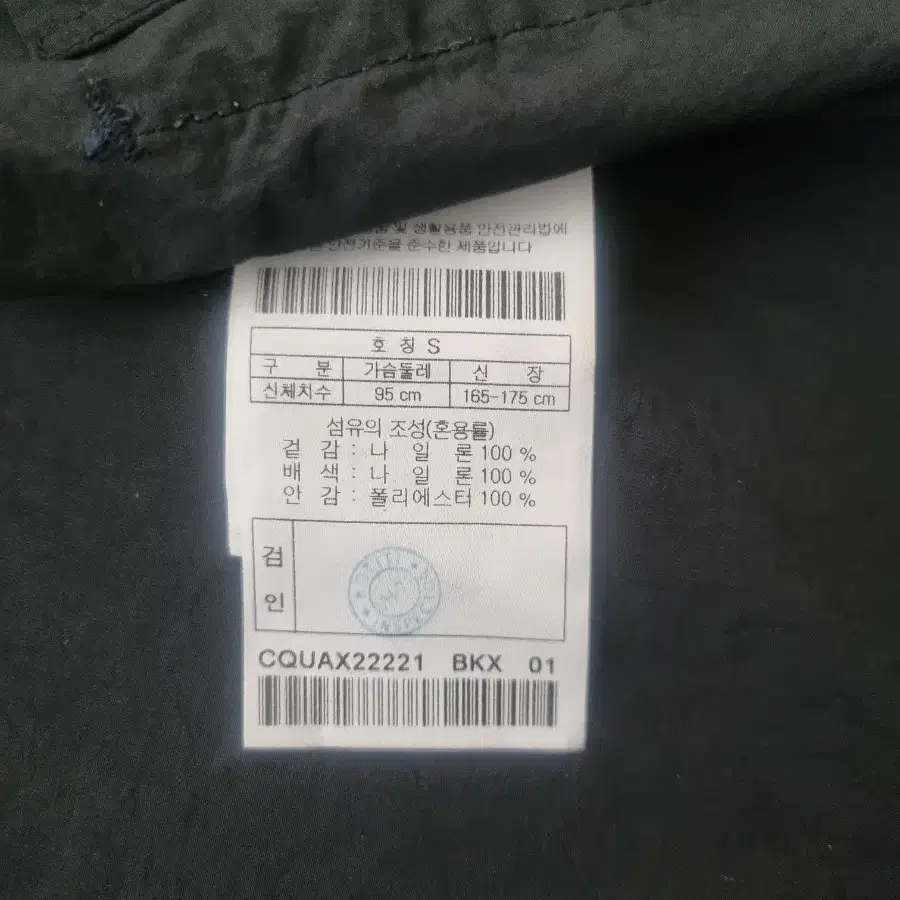 및 생활용품 안전관리법에
안전기준을 준수한 제품입니다
호 칭 S
구 분 가슴둘레 신 장
신체치수 95 cm 165-175 cm
섬유의 조성(혼용률)
겉 감 : 나 일 론 100 %
배 색 : 나 일 론 100 %
안 감 : 폴리에스터 100 %
검
인
CQUAX22221 BKX 01